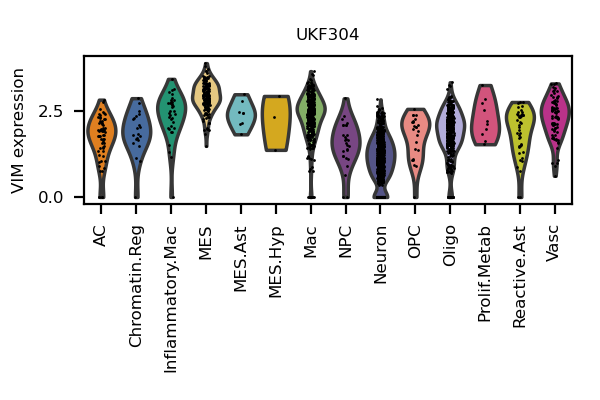 UKF304
VIM expression
2.5
0.0
AC
Chromatin.Reg
Inflammatory.Mac
MES
MES.Ast
MES.Hyp
Mac
NPC
Neuron
OPC
Oligo
Prolif.Metab
Reactive.Ast
Vasc